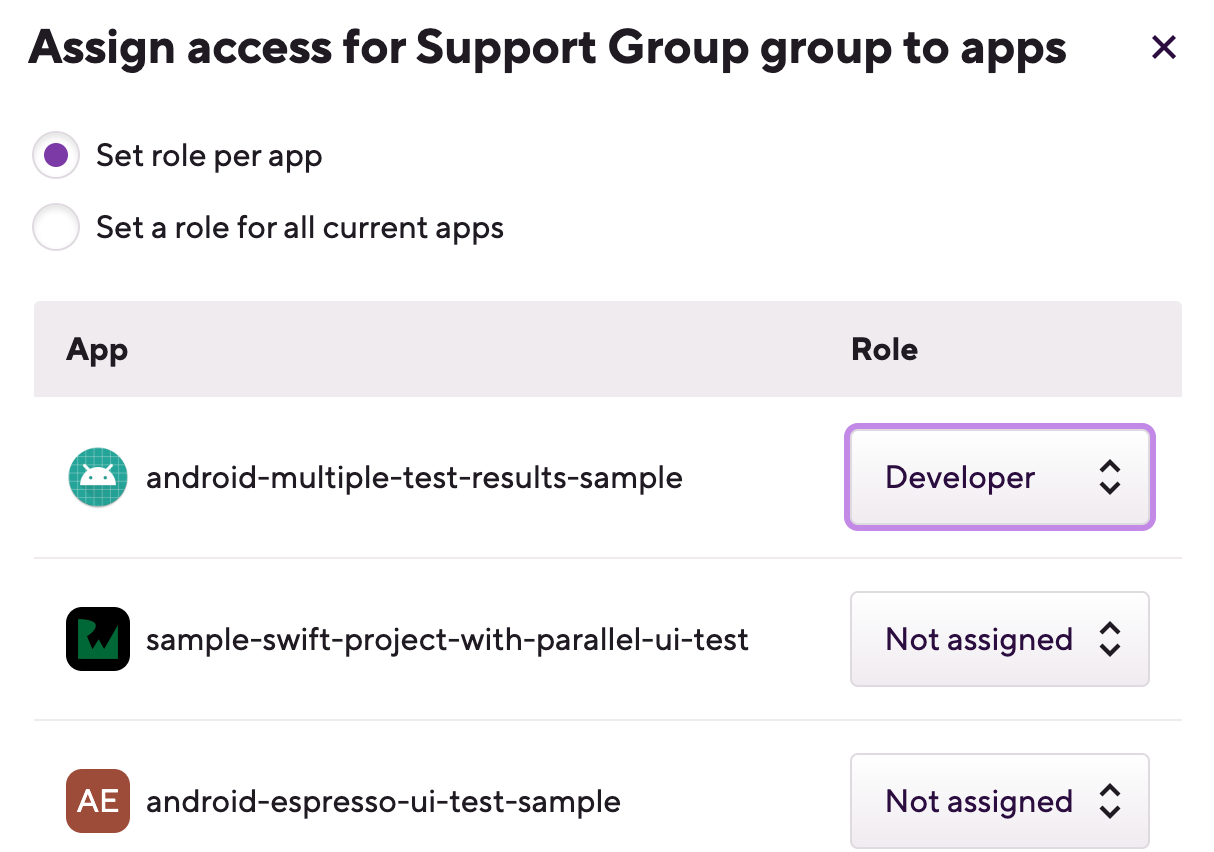 Assign access for Support Group group to apps
Set role per app
Set a role for all current apps
App Role
android-multiple-test-results-sample Developer
sample-swift-project-with-parallel-ui-test Not assigned
AE android-espresso-ui-test-sample Not assigned